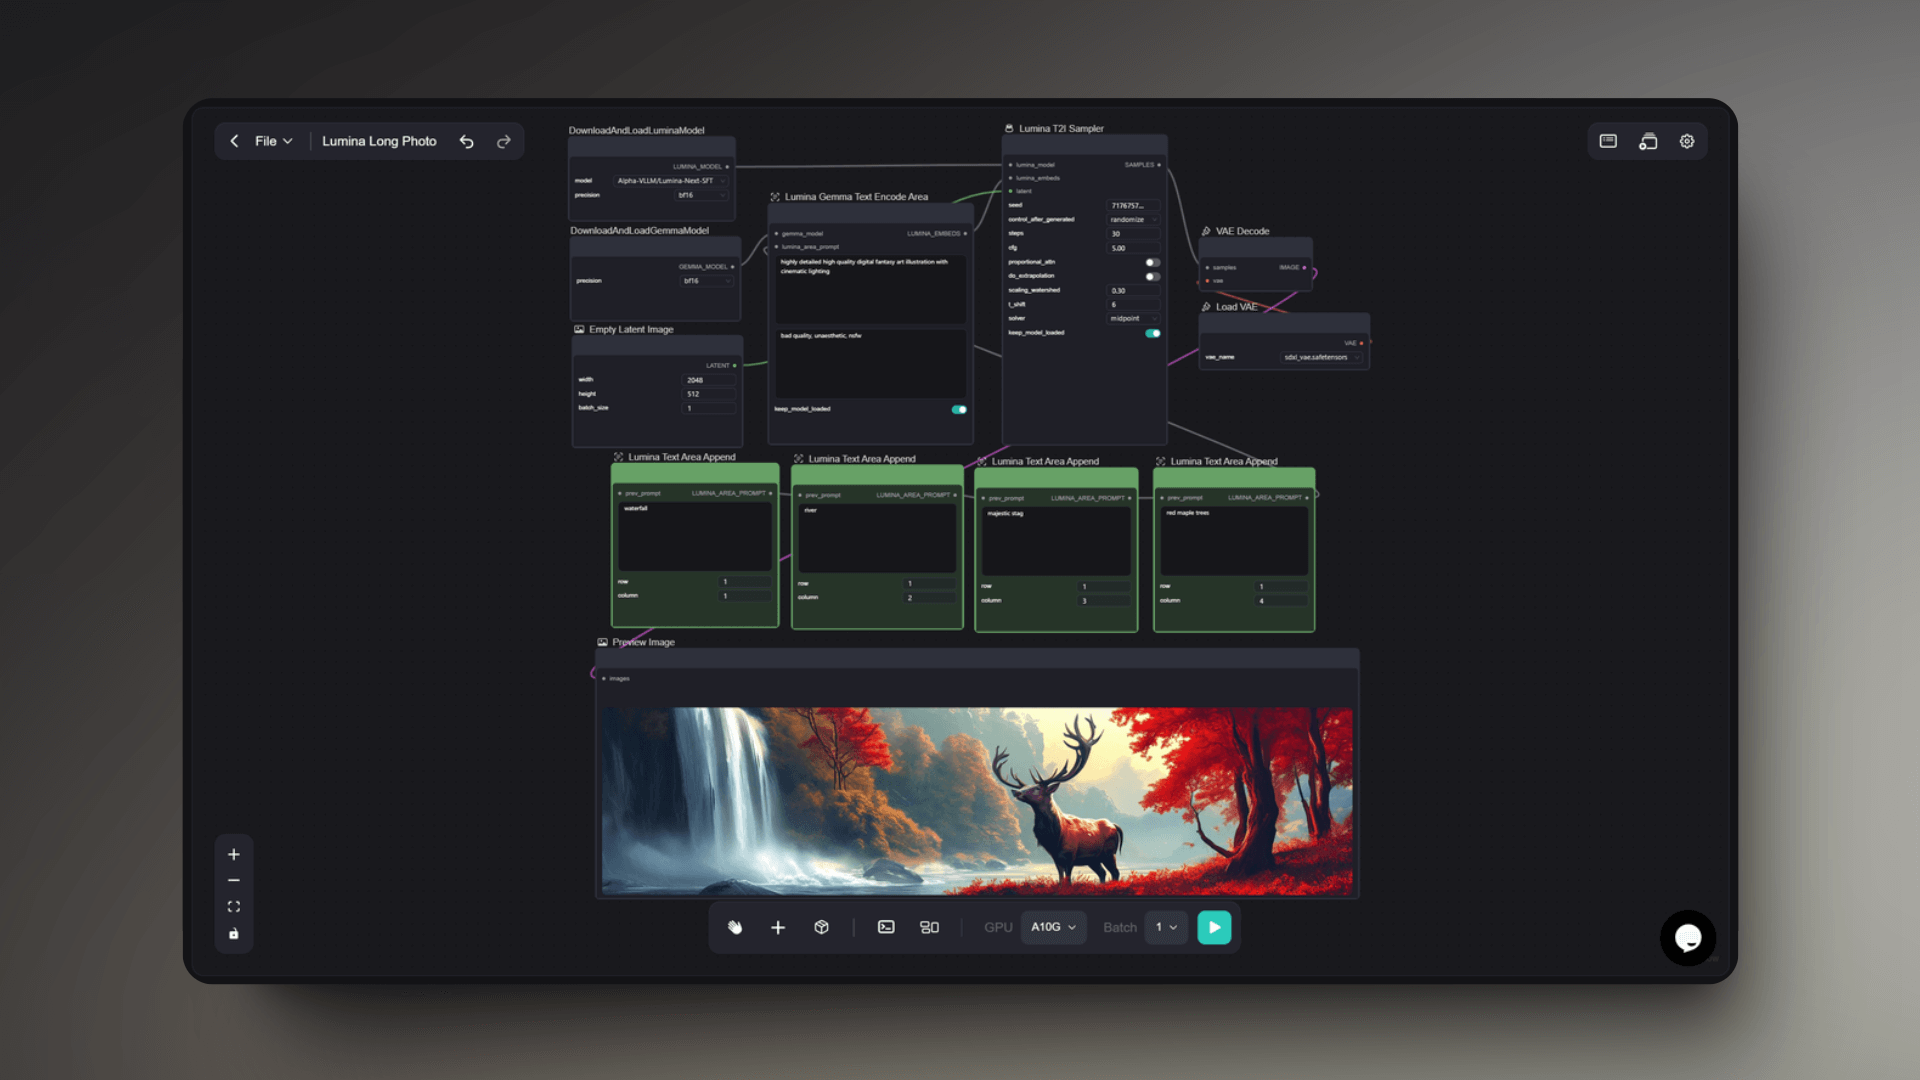 File
Lumina Long Photo
DownloadAndLoadLuminaModel
LUMINA_MODEL
model Alpha-VLLM/Lumina-Next-SFT
precision bf16
DownloadAndLoadGemmaModel
GEMMA_MODEL
precision bf16
Empty Latent Image
LATENT
width 2048
height 512
batch_size 1
Lumina Gemma Text Encode Area
gemma_model LUMINA_EMBEDS
lumina_area_prompt
highly detailed high quality digital fantasy art illustration with
cinematic lighting
bad quality, unaesthetic, nsfw
keep_model_loaded
Lumina T2I Sampler
lumina_model SAMPLES
lumina_embeds
latent
seed 7176757...
control_after_generated randomize
steps 30
cfg 5.00
proportional_attn
do_extrapolation
scaling_watershed 0.30
t_shift 6
solver midpoint
keep_model_loaded
VAE Decode
samples IMAGE
vae
Load VAE
VAE
vae_name sdxl_vae.safetensors
Lumina Text Area Append
prev_prompt LUMINA_AREA_PROMPT
waterfall
row 1
column 1
Lumina Text Area Append
prev_prompt LUMINA_AREA_PROMPT
river
row 1
column 2
Lumina Text Area Append
prev_prompt LUMINA_AREA_PROMPT
majestic stag
row 1
column 3
Lumina Text Area Append
prev_prompt LUMINA_AREA_PROMPT
red maple trees
row 1
column 4
Preview Image
images
GPU A10G Batch 1